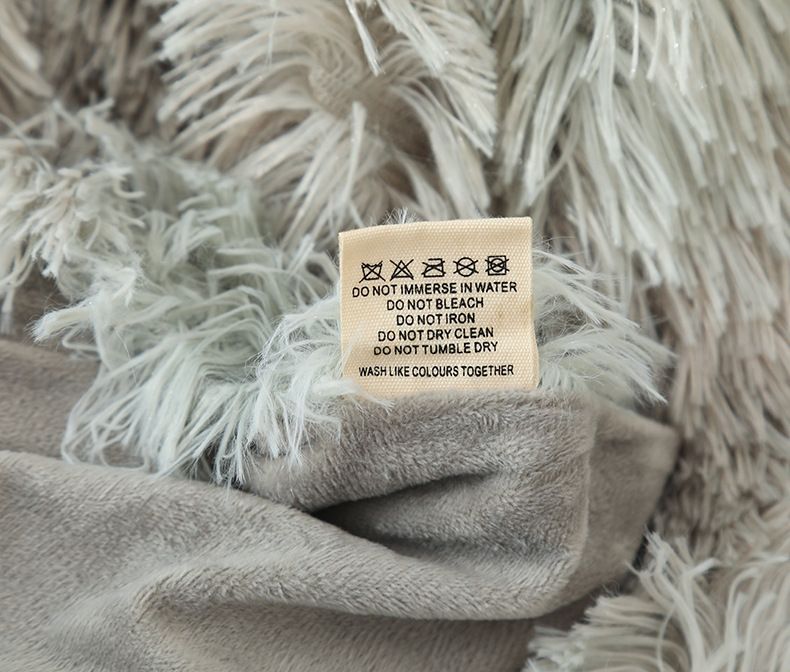 DO NOT IMMERSE IN WATER
DO NOT BLEACH
DO NOT IRON
DO NOT DRY CLEAN
DO NOT TUMBLE DRY
WASH LIKE COLOURS TOGETHER